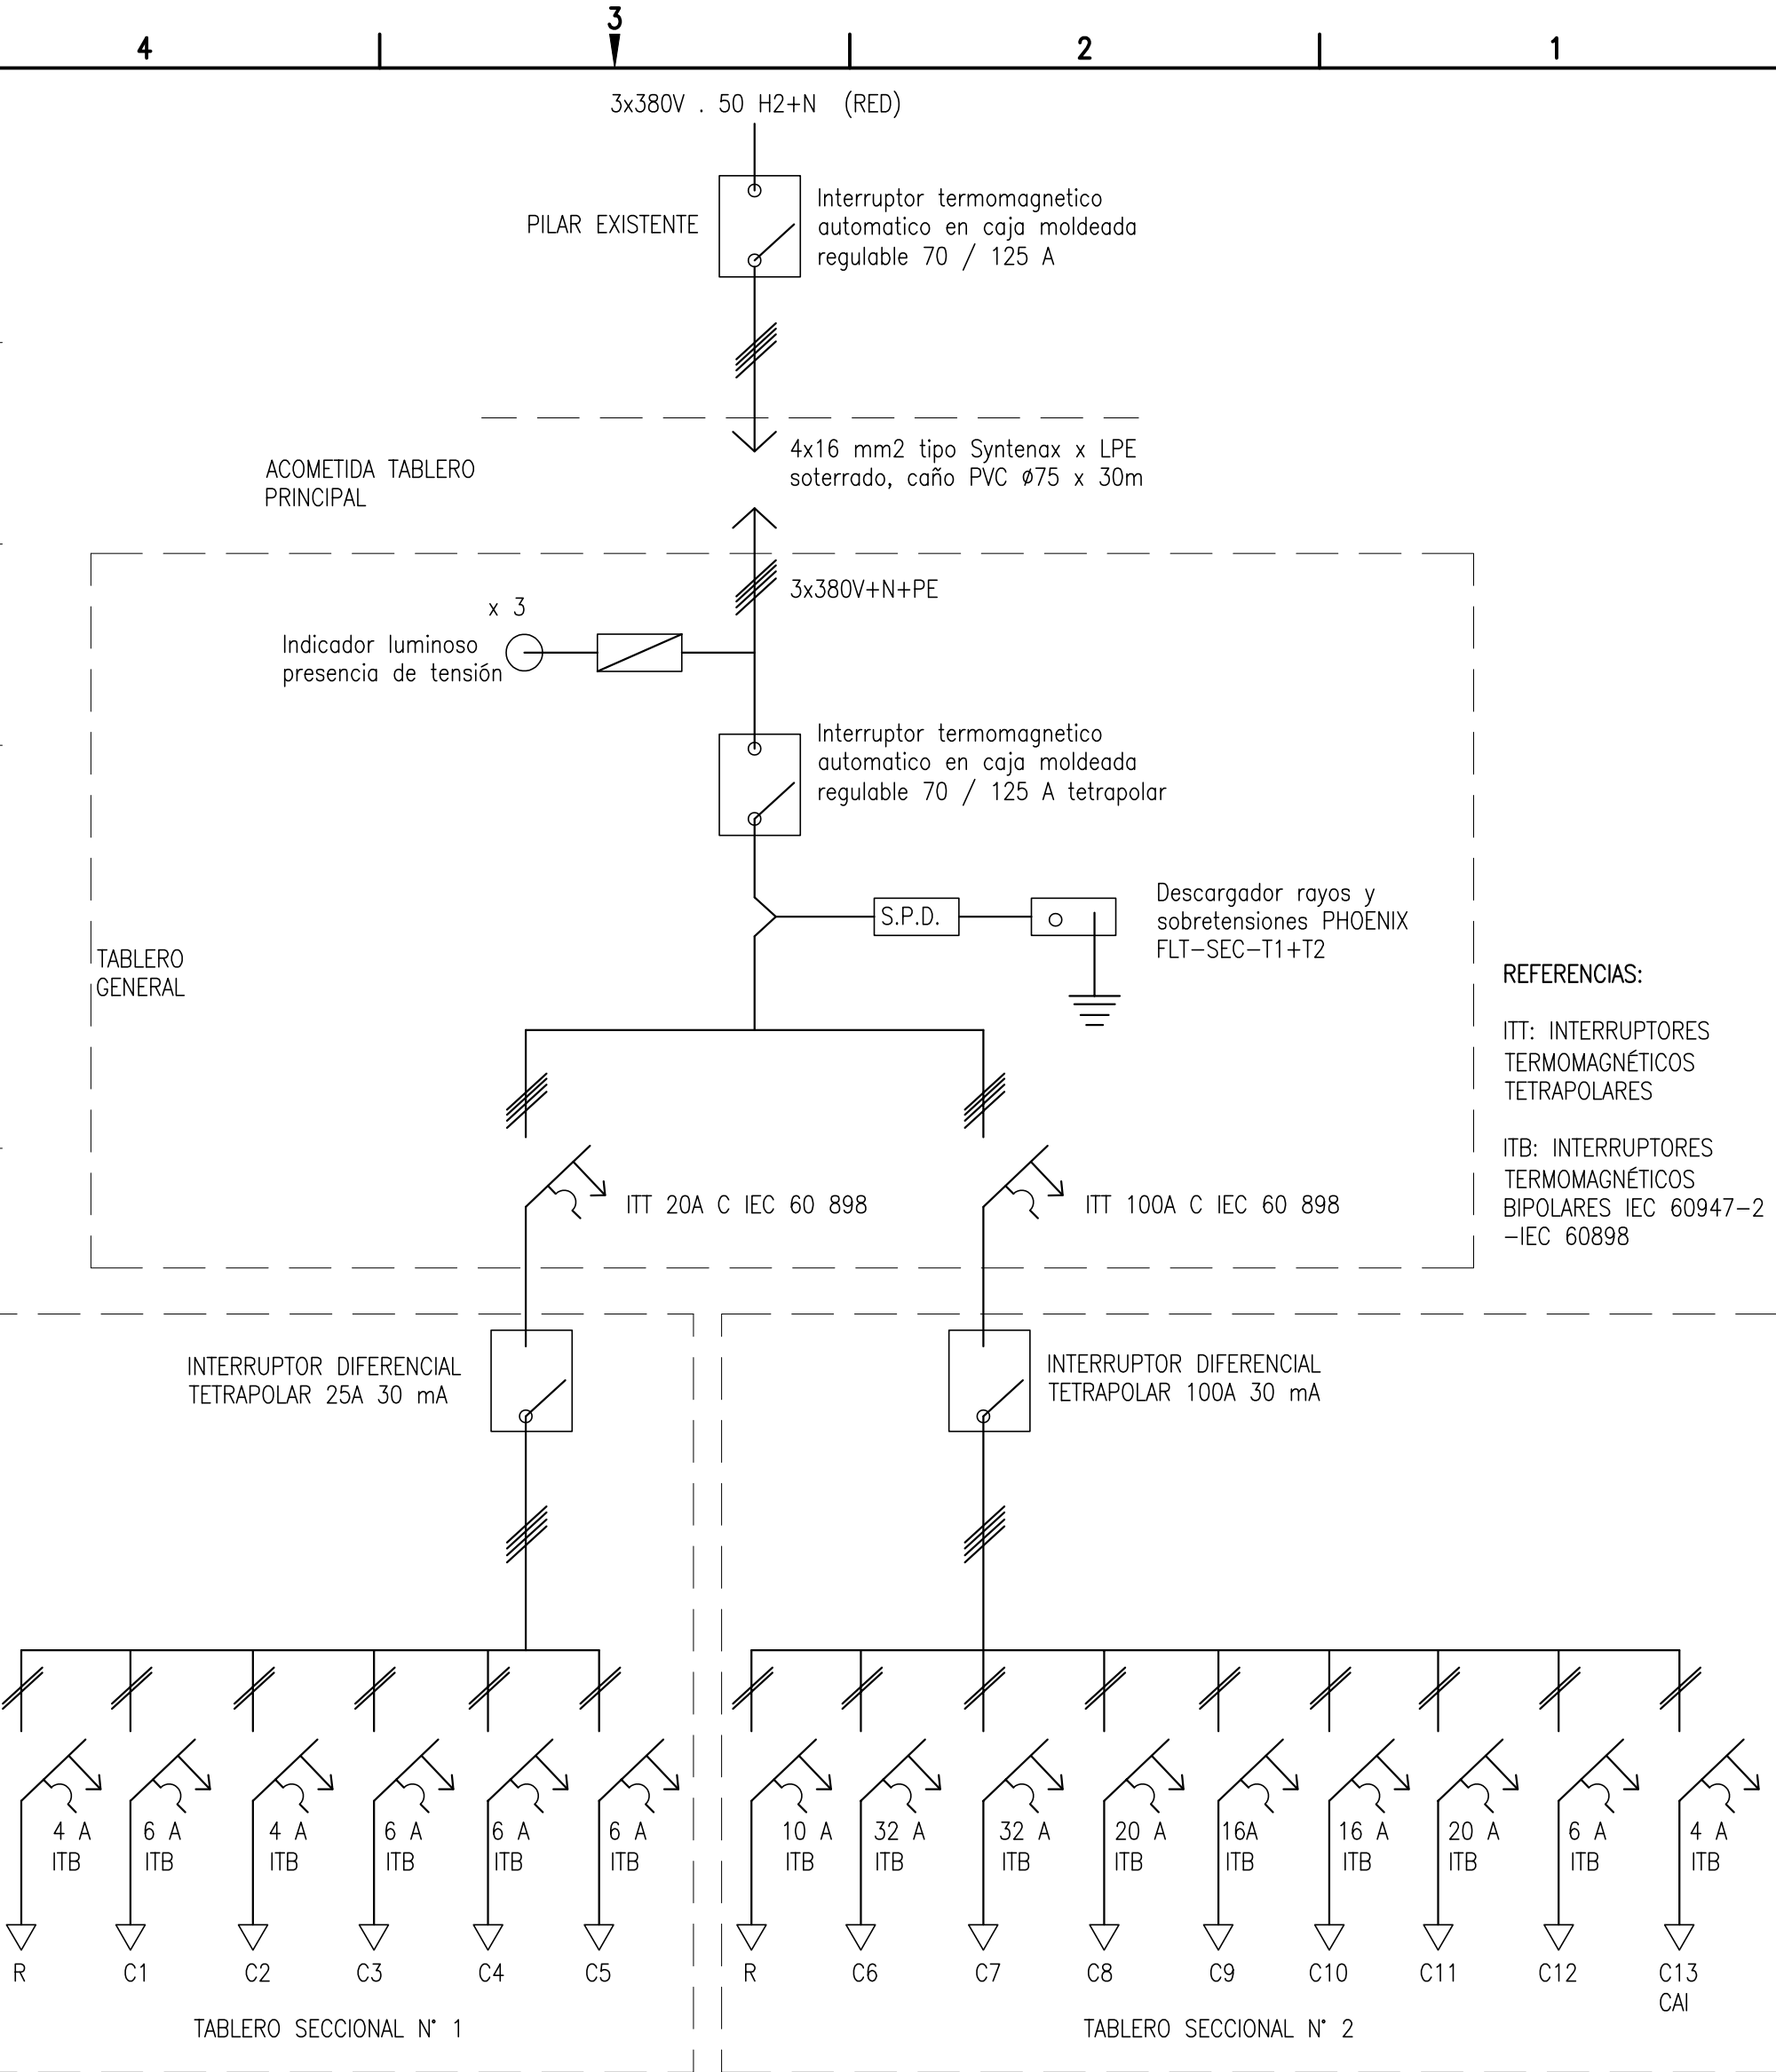 4
3
2
1
3x380V . 50 H2+N (RED)
PILAR EXISTENTE
Interruptor termomagnetico
automatico en caja moldeada
regulable 70 / 125 A
ACOMETIDA TABLERO
PRINCIPAL
4x16 mm2 tipo Syntenax x LPE
soterrado, caño PVC ø75 x 30m
3x380V+N+PE
x 3
Indicador luminoso
presencia de tensión
Interruptor termomagnetico
automatico en caja moldeada
regulable 70 / 125 A tetrapolar
S.P.D.
Descargador rayos y
sobretensiones PHOENIX
FLT-SEC-T1+T2
TABLERO
GENERAL
REFERENCIAS:
ITT: INTERRUPTORES
TERMOMAGNÉTICOS
TETRAPOLARES
ITB: INTERRUPTORES
TERMOMAGNÉTICOS
BIPOLARES IEC 60947-2
-IEC 60898
ITT 20A C IEC 60 898
ITT 100A C IEC 60 898
INTERRUPTOR DIFERENCIAL
TETRAPOLAR 25A 30 mA
INTERRUPTOR DIFERENCIAL
TETRAPOLAR 100A 30 mA
4 A
ITB
6 A
ITB
4 A
ITB
6 A
ITB
6 A
ITB
6 A
ITB
10 A
ITB
32 A
ITB
32 A
ITB
20 A
ITB
16A
ITB
16 A
ITB
20 A
ITB
6 A
ITB
4 A
ITB
R
C1
C2
C3
C4
C5
R
C6
C7
C8
C9
C10
C11
C12
C13
CAI
TABLERO SECCIONAL N° 1
TABLERO SECCIONAL N° 2